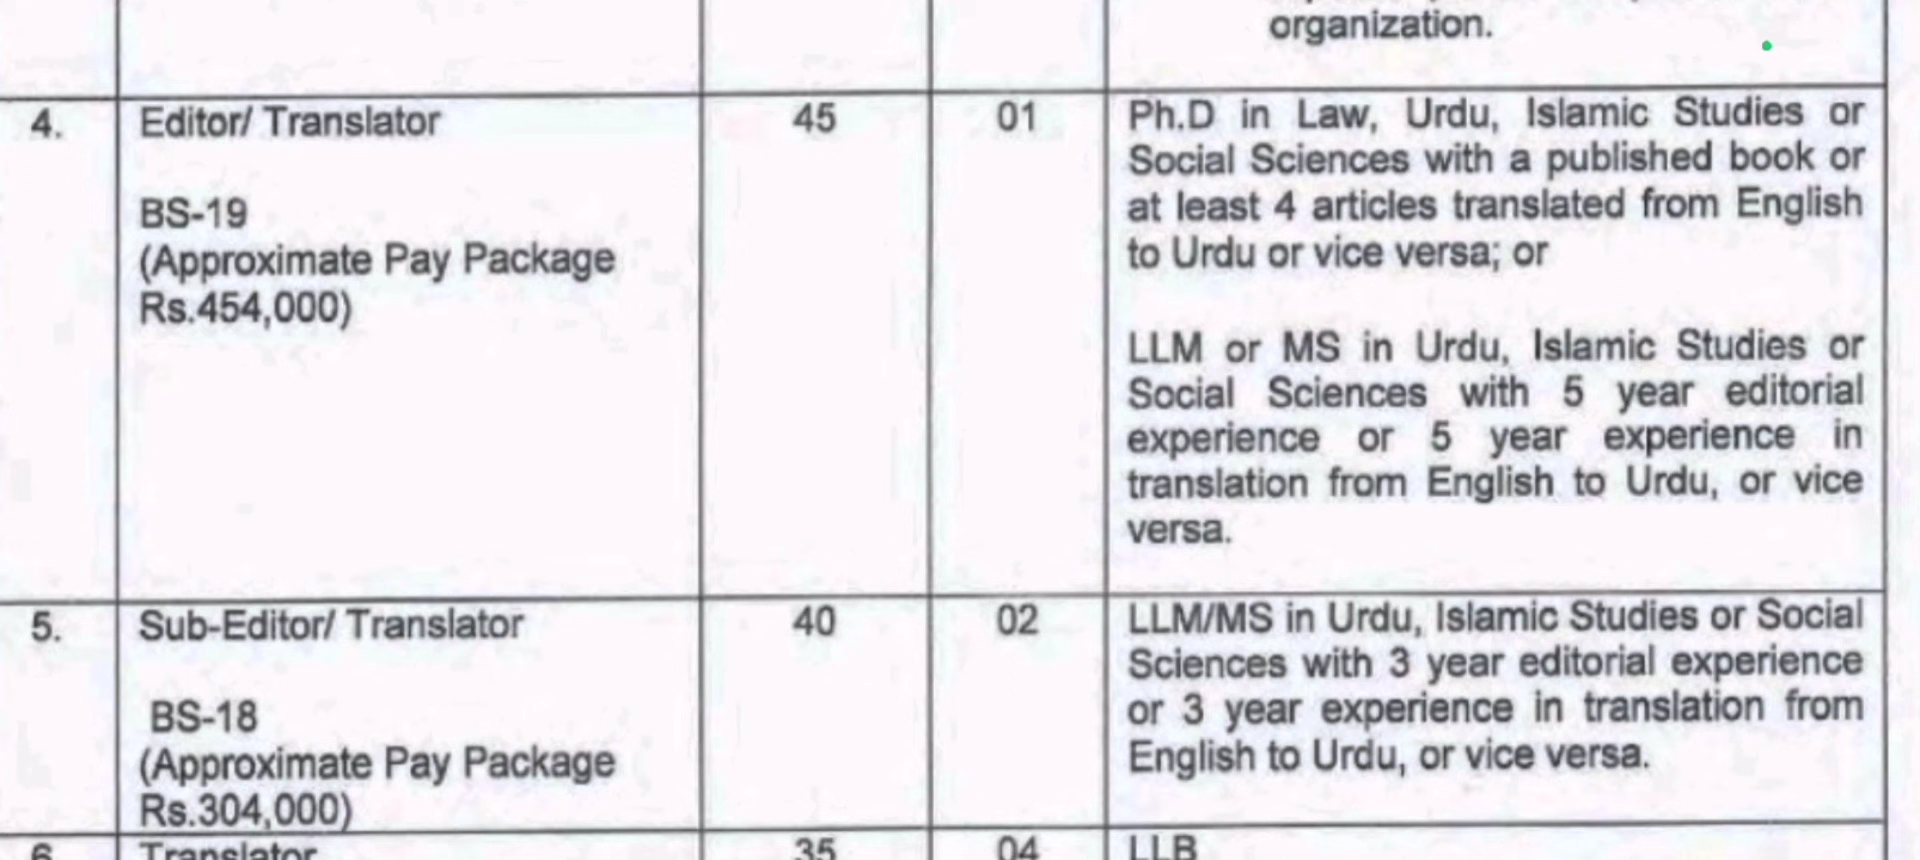 organization.
4. Editor/ Translator 45 01 Ph.D in Law, Urdu, Islamic Studies or
Social Sciences with a published book or
BS-19 at least 4 articles translated from English
(Approximate Pay Package to Urdu or vice versa; or
Rs.454,000)
LLM or MS in Urdu, Islamic Studies or
Social Sciences with 5 year editorial
experience or 5 year experience in
translation from English to Urdu, or vice
versa.
5. Sub-Editor/ Translator 40 02 LLM/MS in Urdu, Islamic Studies or Social
Sciences with 3 year editorial experience
BS-18 or 3 year experience in translation from
(Approximate Pay Package English to Urdu, or vice versa.
Rs.304,000)
6. Translator 35 04 LLB